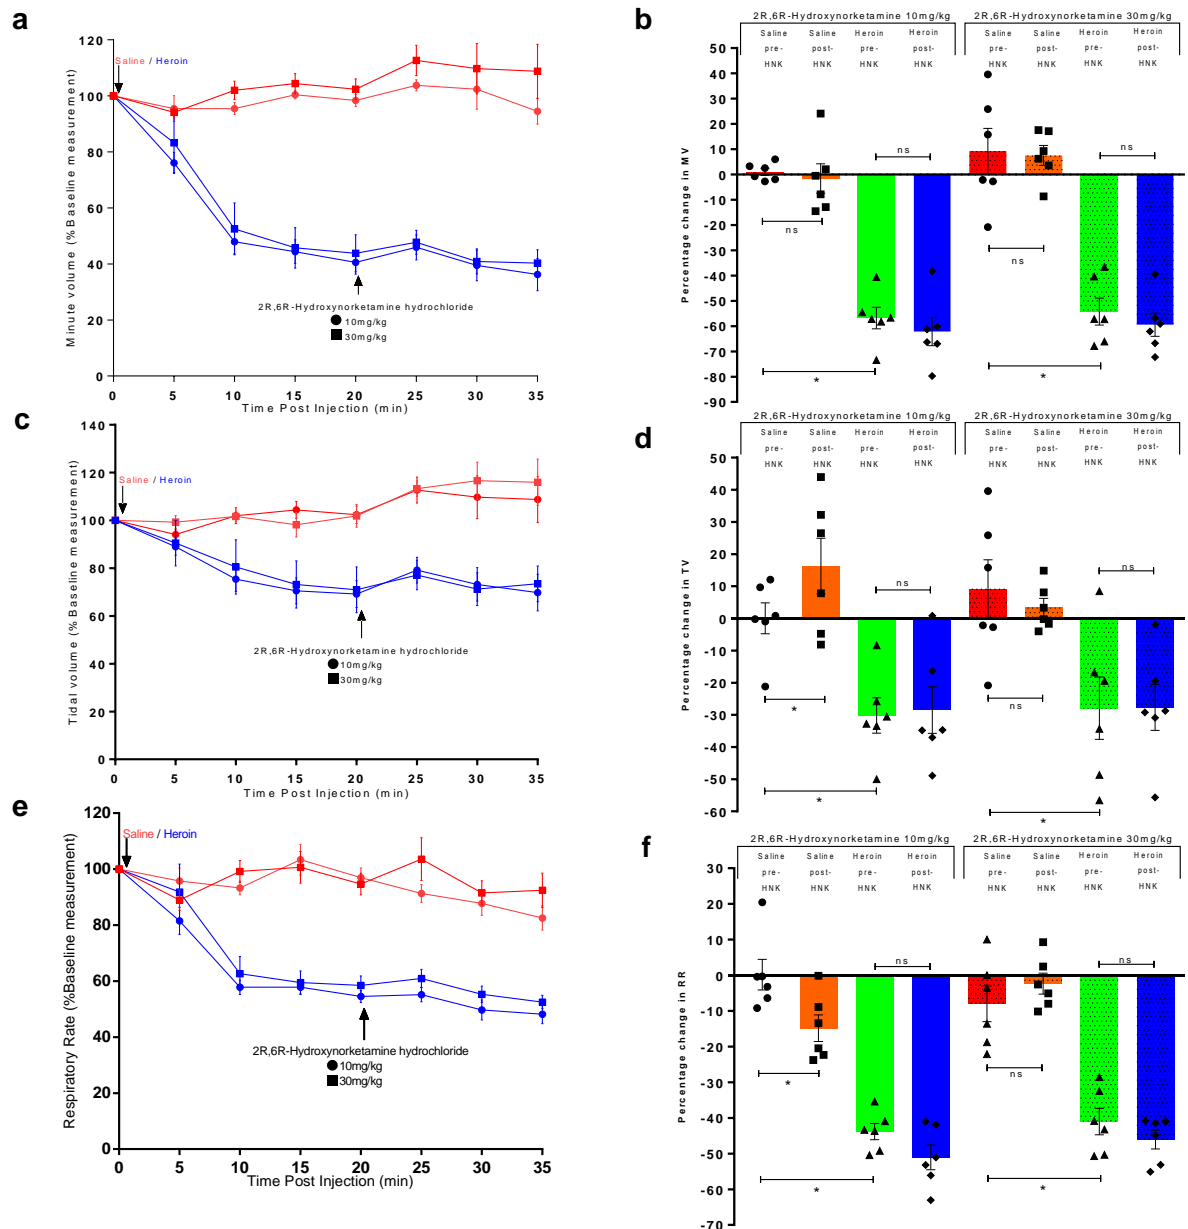 a
120
100
80
60
40
20
0
Minute volume (% Baseline measurement)
Saline / Heroin
2R,6R-Hydroxynorketamine hydrochloride
10mg/kg
30mg/kg
0 5 10 15 20 25 30 35
Time Post Injection (min)
b
2R,6R-Hydroxynorketamine 10mg/kg 2R,6R-Hydroxynorketamine 30mg/kg
Saline Saline Heroin Heroin Saline Saline Heroin Heroin
pre- post- pre- post- pre- post- pre- post-
HNK HNK HNK HNK HNK HNK HNK HNK
50
40
30
20
10
0
-10
-20
-30
-40
-50
-60
-70
-80
-90
Percentage change in MV
ns ns
ns ns
* *
c
140
120
100
80
60
40
20
0
Tidal volume (% Baseline measurement)
Saline / Heroin
2R,6R-Hydroxynorketamine hydrochloride
10mg/kg
30mg/kg
0 5 10 15 20 25 30 35
Time Post Injection (min)
d
2R,6R-Hydroxynorketamine 10mg/kg 2R,6R-Hydroxynorketamine 30mg/kg
Saline Saline Heroin Heroin Saline Saline Heroin Heroin
pre- post- pre- post- pre- post- pre- post-
HNK HNK HNK HNK HNK HNK HNK HNK
50
40
30
20
10
0
-10
-20
-30
-40
-50
-60
Percentage change in TV
ns ns
* ns
* *
e
120
100
80
60
40
20
0
Respiratory Rate (%Baseline measurement)
Saline / Heroin
2R,6R-Hydroxynorketamine hydrochloride
10mg/kg
30mg/kg
0 5 10 15 20 25 30 35
Time Post Injection (min)
f
2R,6R-Hydroxynorketamine 10mg/kg 2R,6R-Hydroxynorketamine 30mg/kg
Saline Saline Heroin Heroin Saline Saline Heroin Heroin
pre- post- pre- post- pre- post- pre- post-
HNK HNK HNK HNK HNK HNK HNK HNK
20
10
0
-10
-20
-30
-40
-50
-60
-70
Percentage change in RR
ns ns
* ns
* *